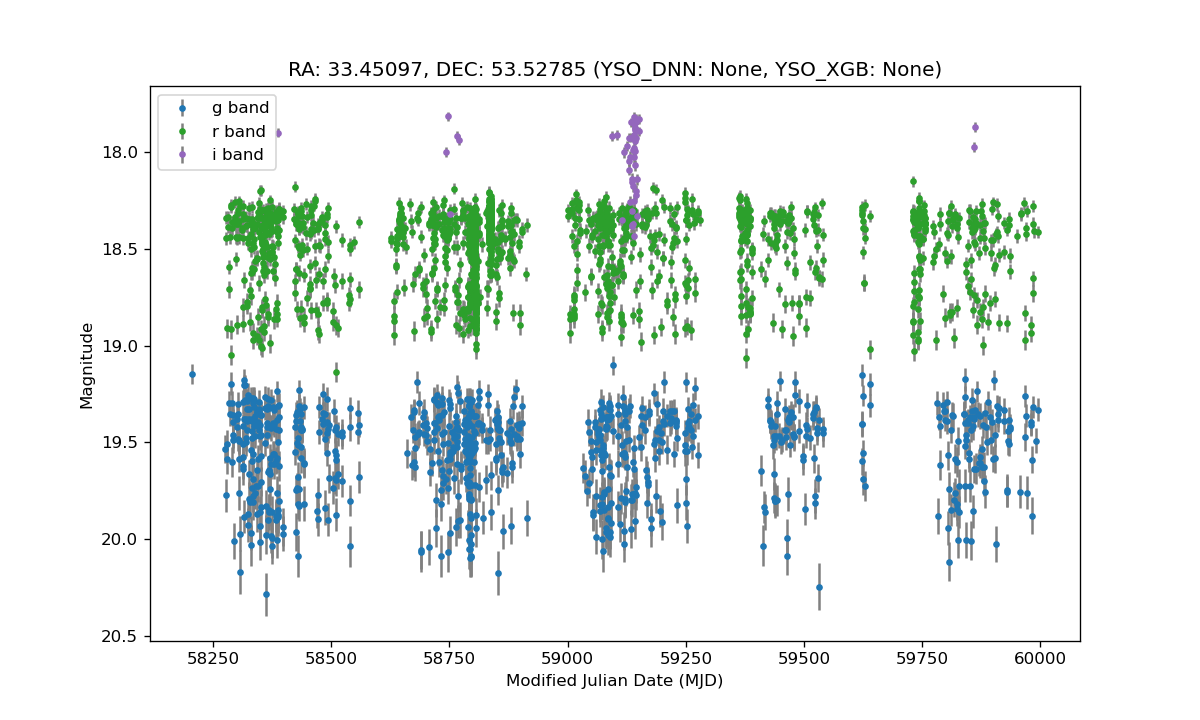 RA: 33.45097, DEC: 53.52785 (YSO_DNN: None, YSO_XGB: None)
g band
r band
i band
18.0
18.5
19.0
19.5
20.0
20.5
Magnitude
58250 58500 58750 59000 59250 59500 59750 60000
Modified Julian Date (MJD)